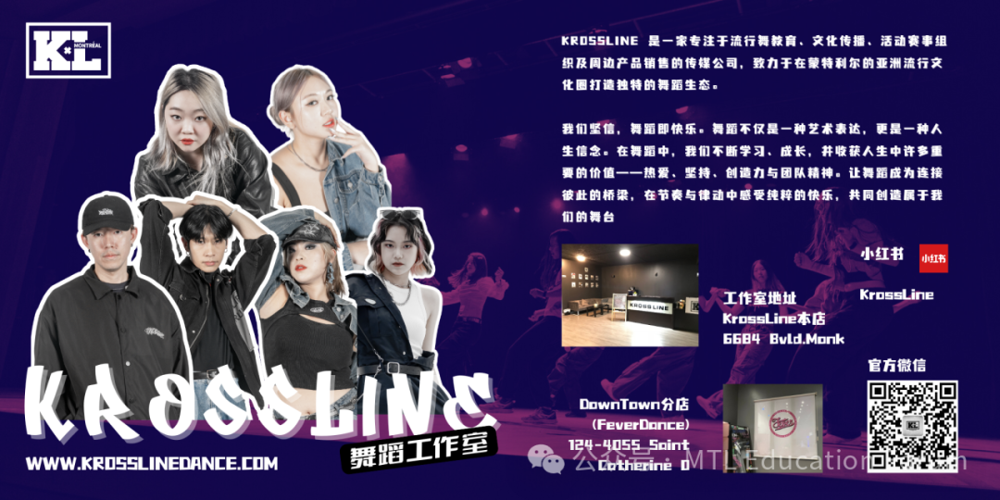 KL
MONTRÉAL
KROSSLINE 是一家专注于流行舞教育、文化传播、活动赛事组
织及周边产品销售的传媒公司，致力于在蒙特利尔的亚洲流行文
化圈打造独特的舞蹈生态。
我们坚信，舞蹈即快乐。舞蹈不仅是一种艺术表达，更是一种人
生信念。在舞蹈中，我们不断学习、成长，并收获人生中许多重
要的价值——热爱、坚持、创造力与团队精神。让舞蹈成为连接
彼此的桥梁，在节奏与律动中感受纯粹的快乐，共同创造属于我
们的舞台
KROSS LINE
小红书
小红书
KrossLine
工作室地址
KrossLine本店
6684 Bvld.Monk
官方微信
KL
DownTown分店
(FeverDance)
124-4055 Saint
Catherine O
KROSSLINE
舞蹈工作室
WWW.KROSSLINEDANCE.COM
公众号 · MTL Education